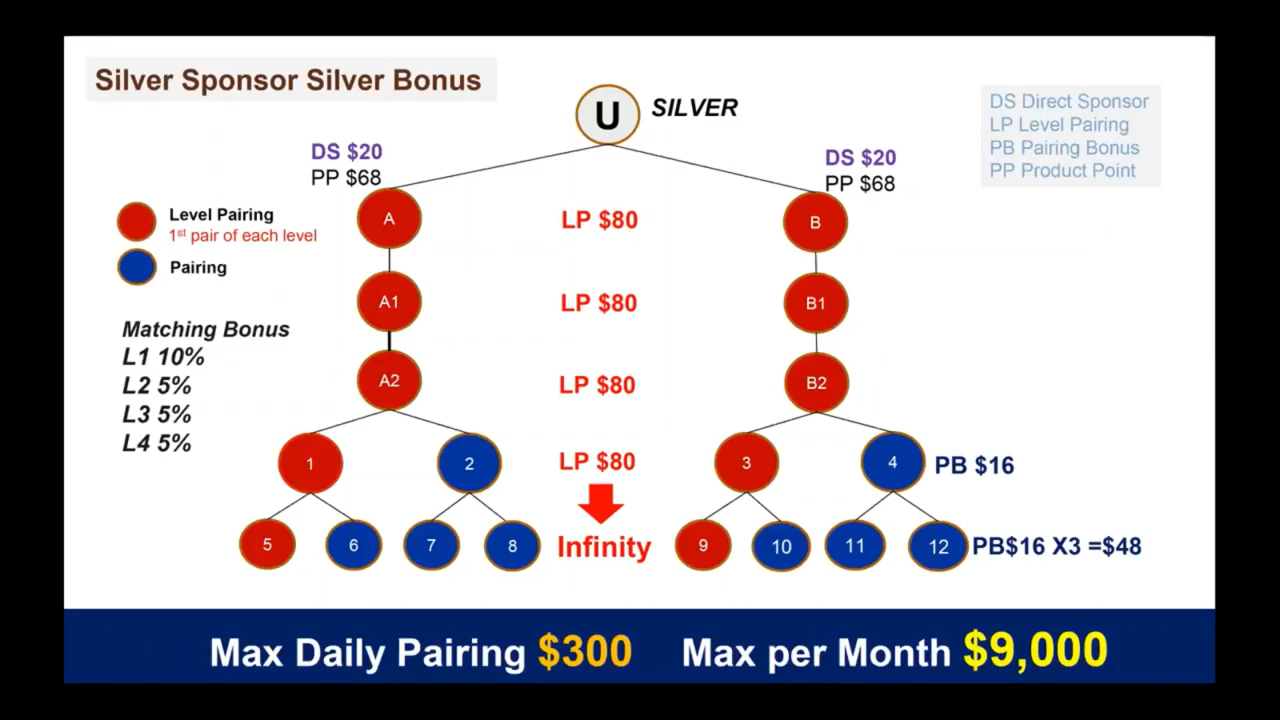 Silver Sponsor Silver Bonus
U
SILVER
DS Direct Sponsor
LP Level Pairing
PB Pairing Bonus
PP Product Point
DS $20
PP $68
DS $20
PP $68
Level Pairing
1st pair of each level
Pairing
A
LP $80
B
A1
LP $80
B1
Matching Bonus
L1 10%
L2 5%
L3 5%
L4 5%
A2
LP $80
B2
1
2
LP $80
3
4
PB $16
5
6
7
8
Infinity
9
10
11
12
PB$16 X3 =$48
Max Daily Pairing $300
Max per Month $9,000